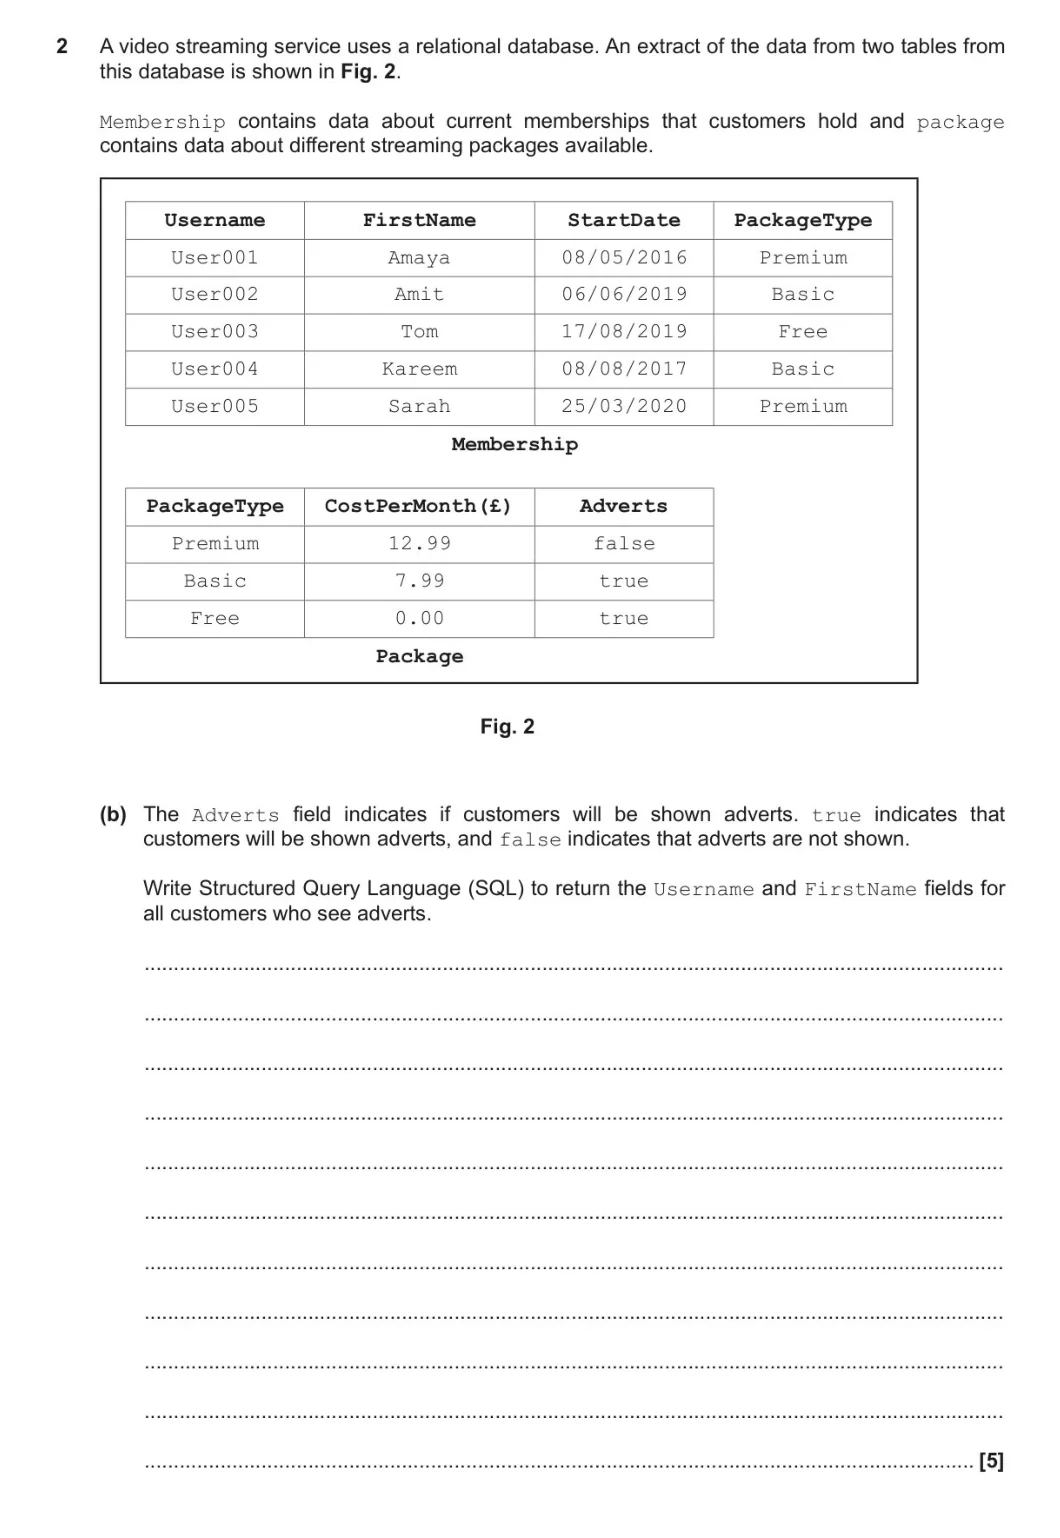 2 A video streaming service uses a relational database. An extract of the data from two tables from
this database is shown in Fig. 2.
Membership contains data about current memberships that customers hold and package
contains data about different streaming packages available.
Username FirstName StartDate PackageType
User001 Amaya 08/05/2016 Premium
User002 Amit 06/06/2019 Basic
User003 Tom 17/08/2019 Free
User004 Kareem 08/08/2017 Basic
User005 Sarah 25/03/2020 Premium
Membership
PackageType CostPerMonth(£) Adverts
Premium 12.99 false
Basic 7.99 true
Free 0.00 true
Package
Fig. 2
(b) The Adverts field indicates if customers will be shown adverts. true indicates that
customers will be shown adverts, and false indicates that adverts are not shown.
Write Structured Query Language (SQL) to return the Username and FirstName fields for
all customers who see adverts.
[5]